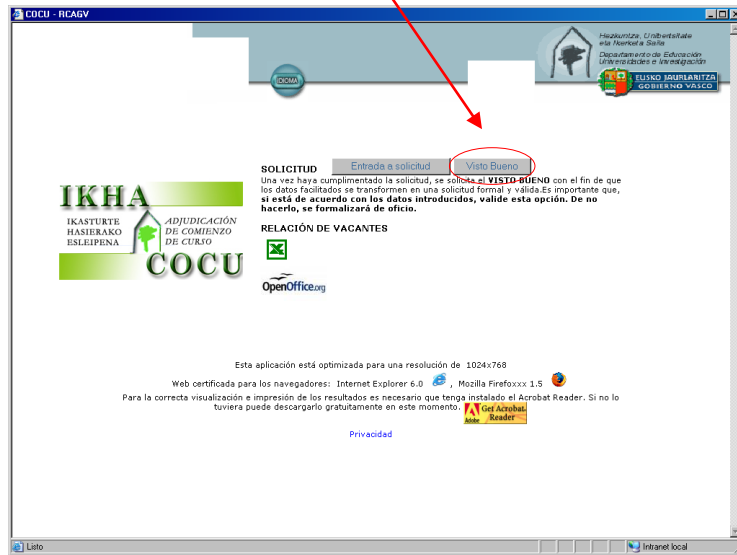 COCU - RCAGV
Hezkuntza, Unibertsitate
eta Ikerketa Saila
Departamento de Educación
Universidades e Investigación
EUSKO JAURLARITZA
GOBIERNO VASCO
IDIOMA
SOLICITUD
Entrada a solicitud
Visto Bueno
Una vez haya cumplimentado la solicitud, se solicita el VISTO BUENO con el fin de que
los datos facilitados se transformen en una solicitud formal y válida.Es importante que,
si está de acuerdo con los datos introducidos, valide esta opción. De no
hacerlo, se formalizará de oficio.
IKHA
IKASTURTE
HASIERAKO
ESLEIPENA
ADJUDICACIÓN
DE COMIENZO
DE CURSO
COCU
RELACIÓN DE VACANTES
OpenOffice.org
Esta aplicación está optimizada para una resolución de 1024x768
Web certificada para los navegadores: Internet Explorer 6.0 , Mozilla Firefoxxx 1.5
Para la correcta visualización e impresión de los resultados es necesario que tenga instalado el Acrobat Reader. Si no lo
tuviera puede descargarlo gratuitamente en este momento.
Get Acrobat
Reader
Adobe
Privacidad
Listo
Intranet local